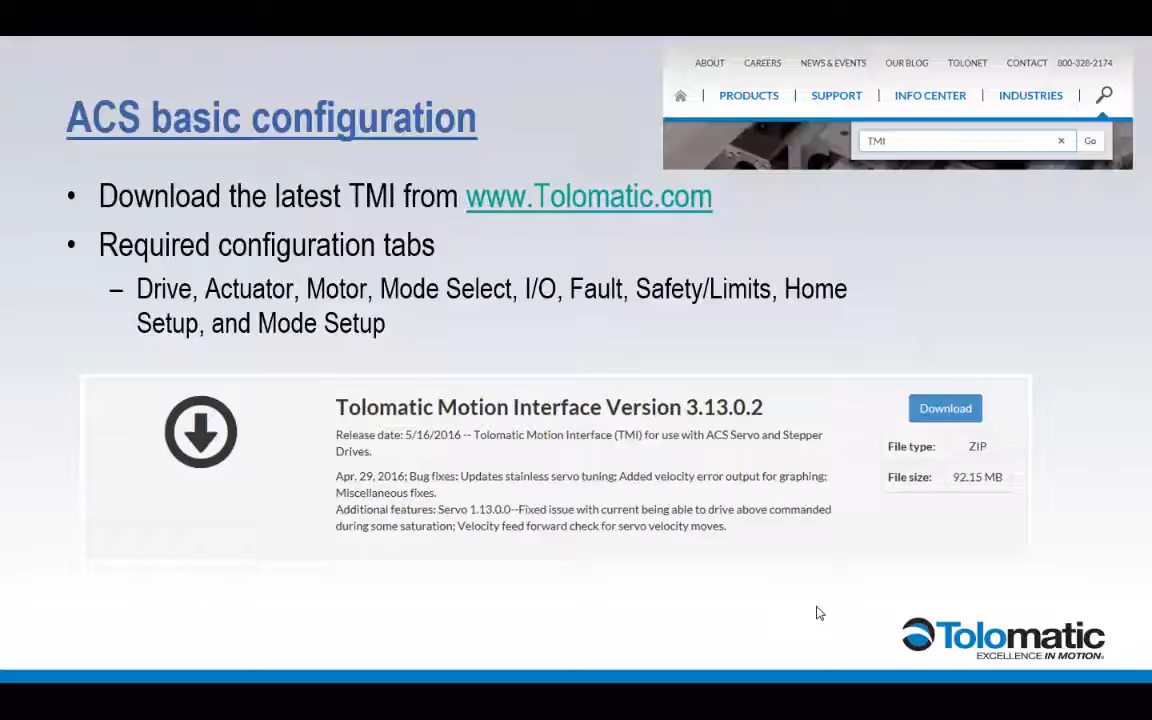 ABOUT CAREERS NEWS & EVENTS OUR BLOG TOLONET CONTACT 800-328-2174
PRODUCTS | SUPPORT | INFO CENTER | INDUSTRIES |
TMI × Go
ACS basic configuration
• Download the latest TMI from www.Tolomatic.com
• Required configuration tabs
– Drive, Actuator, Motor, Mode Select, I/O, Fault, Safety/Limits, Home
Setup, and Mode Setup
Tolomatic Motion Interface Version 3.13.0.2
Release date: 5/16/2016 -- Tolomatic Motion Interface (TMI) for use with ACS Servo and Stepper
Drives.
Apr. 29, 2016; Bug fixes: Updates stainless servo tuning; Added velocity error output for graphing;
Miscellaneous fixes.
Additional features: Servo 1.13.0.0--Fixed issue with current being able to drive above commanded
during some saturation; Velocity feed forward check for servo velocity moves.
Download
File type: ZIP
File size: 92.15 MB
Tolomatic
EXCELLENCE IN MOTION.